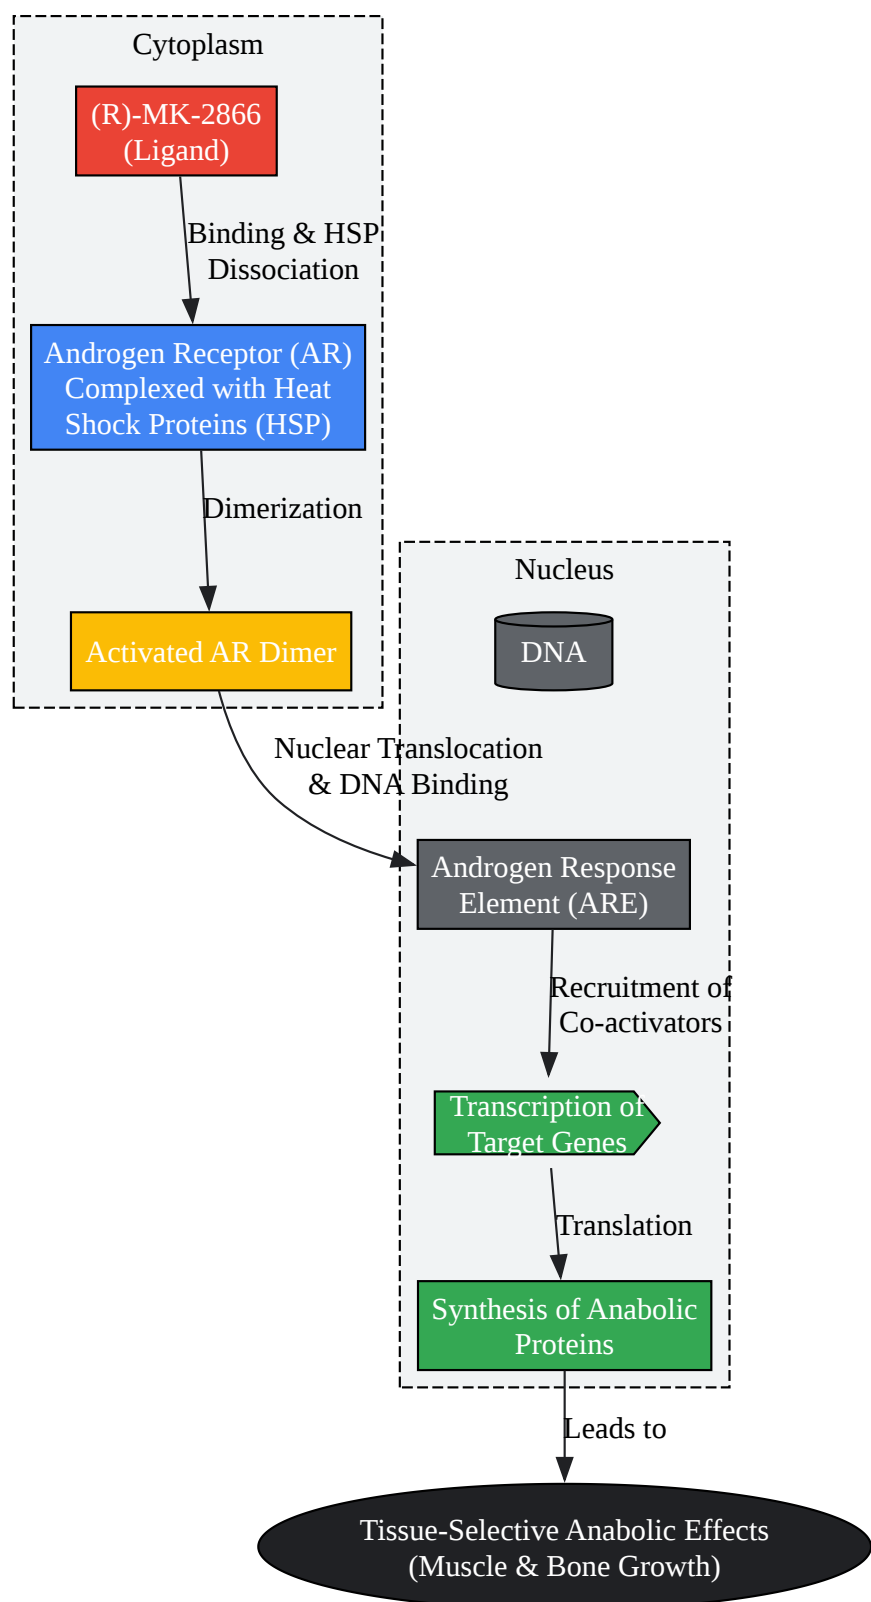 Cytoplasm
(R)-MK-2866
(Ligand)
Binding & HSP
Dissociation
Androgen Receptor (AR)
Complexed with Heat
Shock Proteins (HSP)
Dimerization
Activated AR Dimer
Nucleus
DNA
Nuclear Translocation
& DNA Binding
Androgen Response
Element (ARE)
Recruitment of
Co-activators
Transcription of
Target Genes
Translation
Synthesis of Anabolic
Proteins
Leads to
Tissue-Selective Anabolic Effects
(Muscle & Bone Growth)